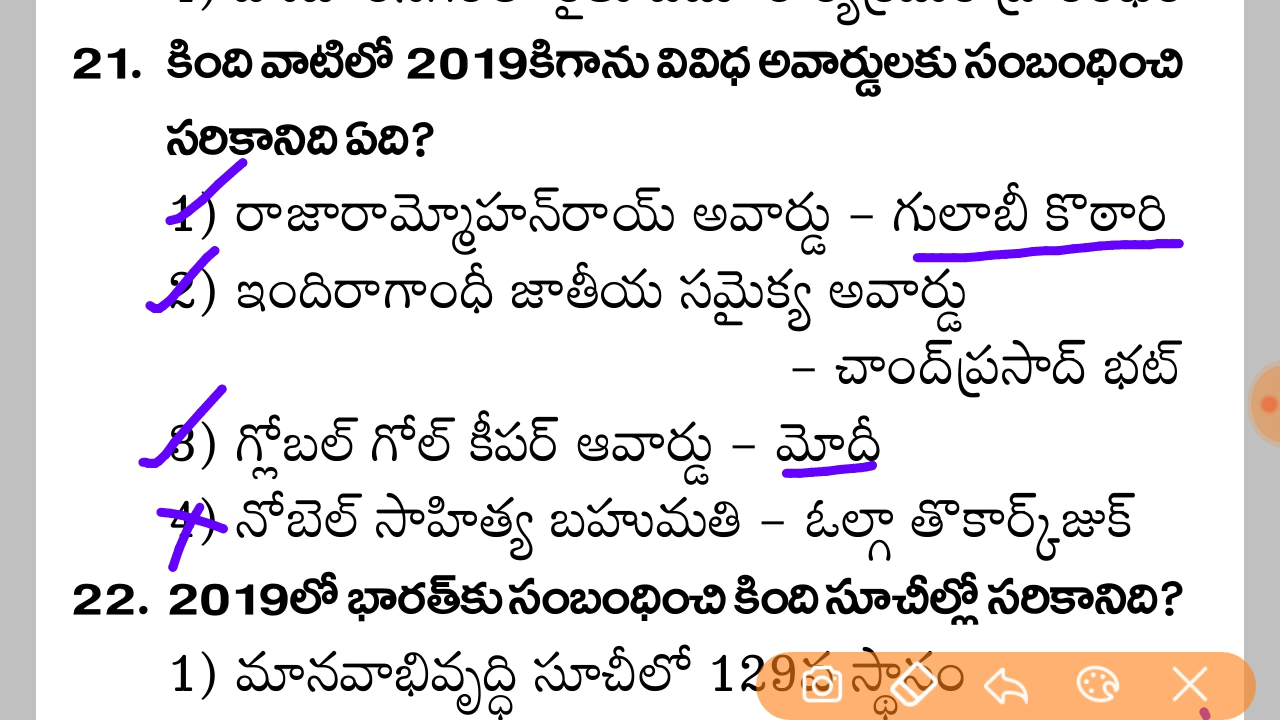 21. కింది వాటిలో 2019కిగాను వివిధ అవార్డులకు సంబంధించి
సరికానిది ఏది?
1) రాజారామ్మోహన్‌రాయ్ అవార్డు – గులాబీ కొఠారి
2) ఇందిరాగాంధీ జాతీయ సమైక్య అవార్డు
– చాంద్‌ప్రసాద్ భట్
3) గ్లోబల్ గోల్ కీపర్ ఆవార్డు – మోదీ
4) నోబెల్ సాహిత్య బహుమతి – ఓల్గా తొకార్క్‌జుక్
22. 2019లో భారత్‌కు సంబంధించి కింది సూచీల్లో సరికానిది?
1) మానవాభివృద్ధి సూచీలో 129వ స్థానం